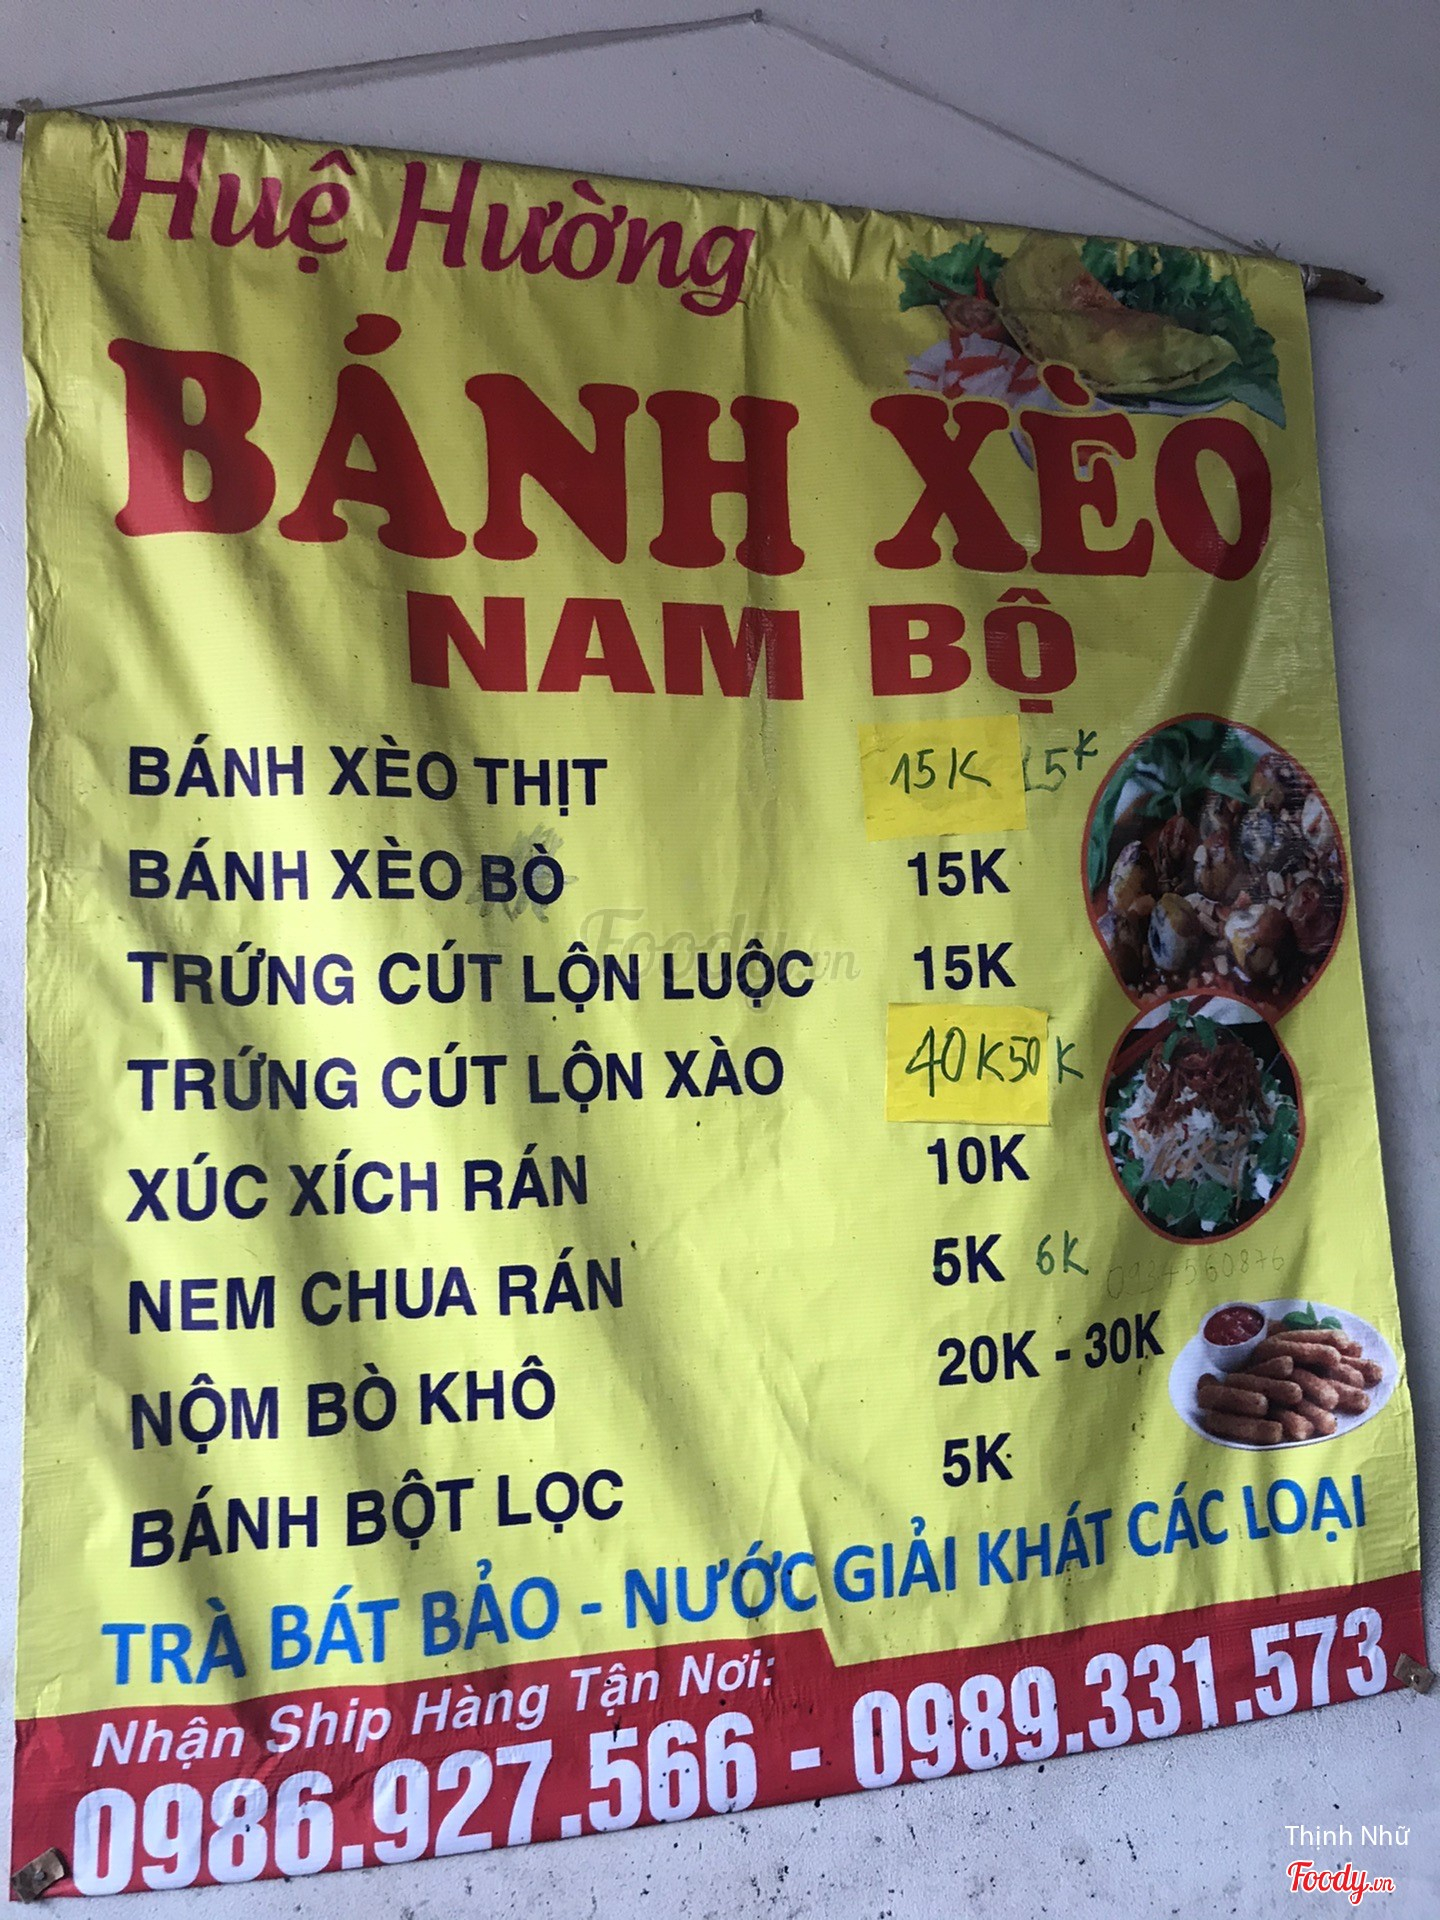 Huệ Hường
BÁNH XÈO
NAM BỘ
BÁNH XÈO THỊT 15K 15K
BÁNH XÈO BÒ 15K
TRỨNG CÚT LỘN LUỘC 15K
TRỨNG CÚT LỘN XÀO 40K 50K
XÚC XÍCH RÁN 10K
NEM CHUA RÁN 5K 6K
NỘM BÒ KHÔ 20K - 30K
BÁNH BỘT LỌC 5K
TRÀ BÁT BẢO - NƯỚC GIẢI KHÁT CÁC LOẠI
Nhận Ship Hàng Tận Nơi:
0986.927.566 - 0989.331.573
Foody.vn
Thịnh Nhữ
Foody.vn